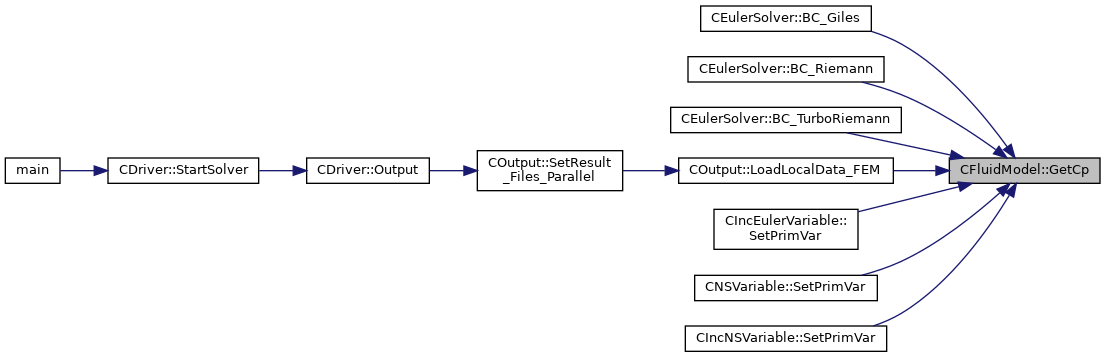 CEulerSolver::BC_Giles
CEulerSolver::BC_Riemann
CEulerSolver::BC_TurboRiemann
main
CDriver::StartSolver
CDriver::Output
COutput::SetResult
_Files_Parallel
COutput::LoadLocalData_FEM
CFluidModel::GetCp
CIncEulerVariable::
SetPrimVar
CNSVariable::SetPrimVar
CIncNSVariable::SetPrimVar